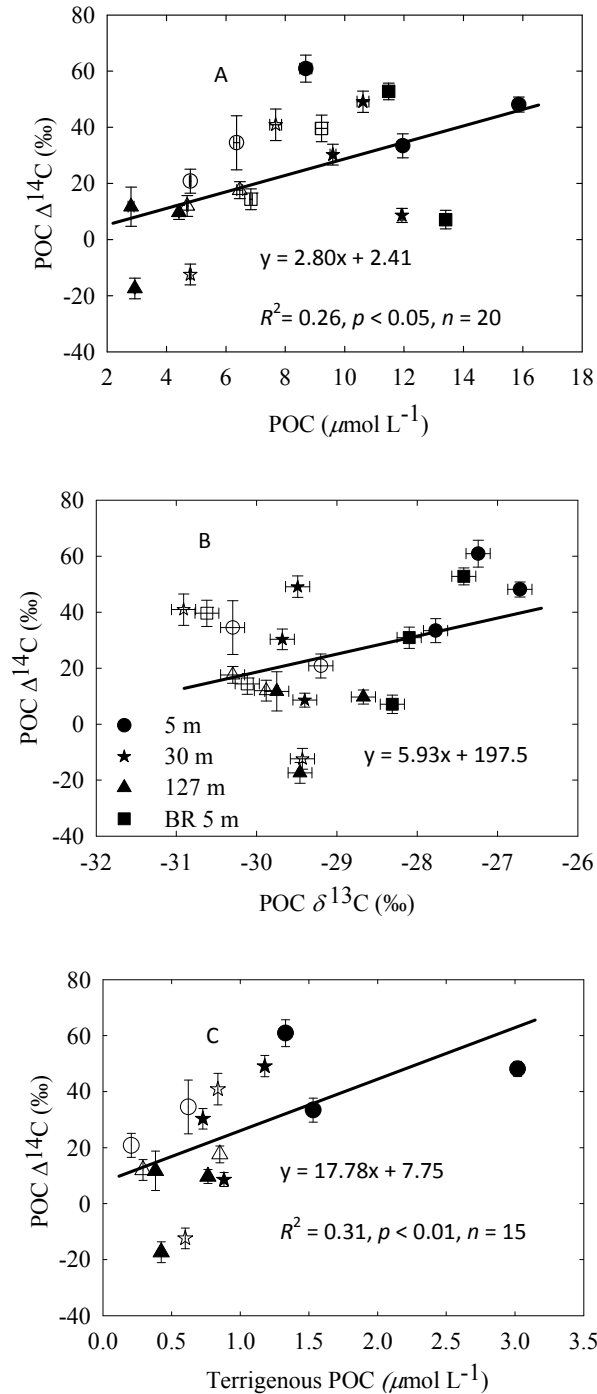 80
60
A
40
20
0
-20
-40
POC Δ¹⁴C (‰)
y = 2.80x + 2.41
R² = 0.26, p < 0.05, n = 20
2 4 6 8 10 12 14 16 18
POC (μmol L⁻¹)
80
B
60
40
20
0
-20
-40
POC Δ¹⁴C (‰)
5 m
30 m
127 m
BR 5 m
y = 5.93x + 197.5
-32 -31 -30 -29 -28 -27 -26
POC δ¹³C (‰)
80
60
C
40
20
0
-20
-40
POC Δ¹⁴C (‰)
y = 17.78x + 7.75
R² = 0.31, p < 0.01, n = 15
0.0 0.5 1.0 1.5 2.0 2.5 3.0 3.5
Terrigenous POC (μmol L⁻¹)